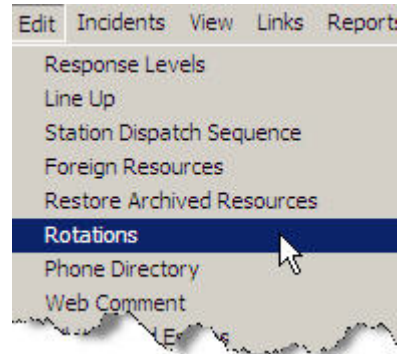 Edit Incidents View Links Reports
Response Levels
Line Up
Station Dispatch Sequence
Foreign Resources
Restore Archived Resources
Rotations
Phone Directory
Web Comment